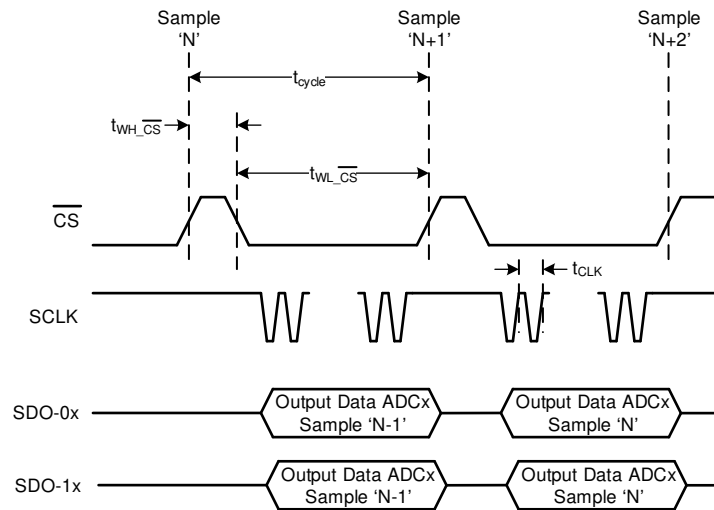 Sample Sample Sample
'N' 'N+1' 'N+2'
tcycle
tWH_CS
tWL_CS
CS
tCLK
SCLK
SDO-0x
Output Data ADCx
Sample 'N-1'
Output Data ADCx
Sample 'N'
SDO-1x
Output Data ADCx
Sample 'N-1'
Output Data ADCx
Sample 'N'